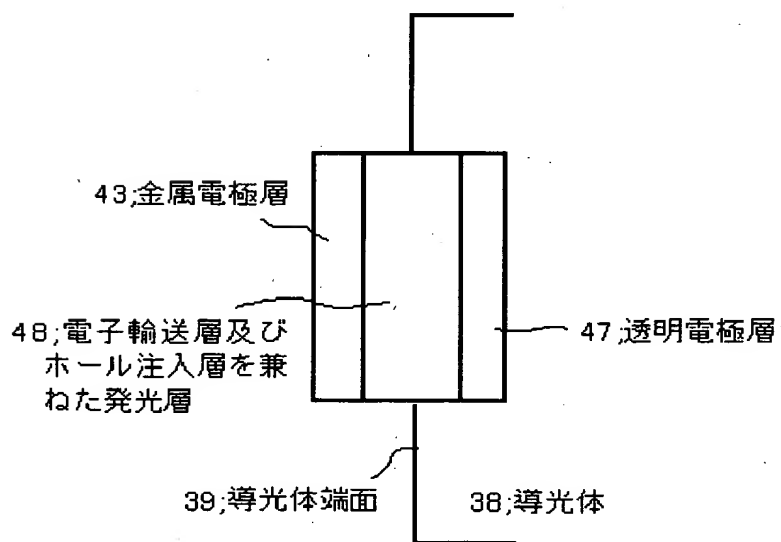 43;金属電極層
48;電子輸送層及び
ホール注入層を兼
ねた発光層
47;透明電極層
39;導光体端面
38;導光体